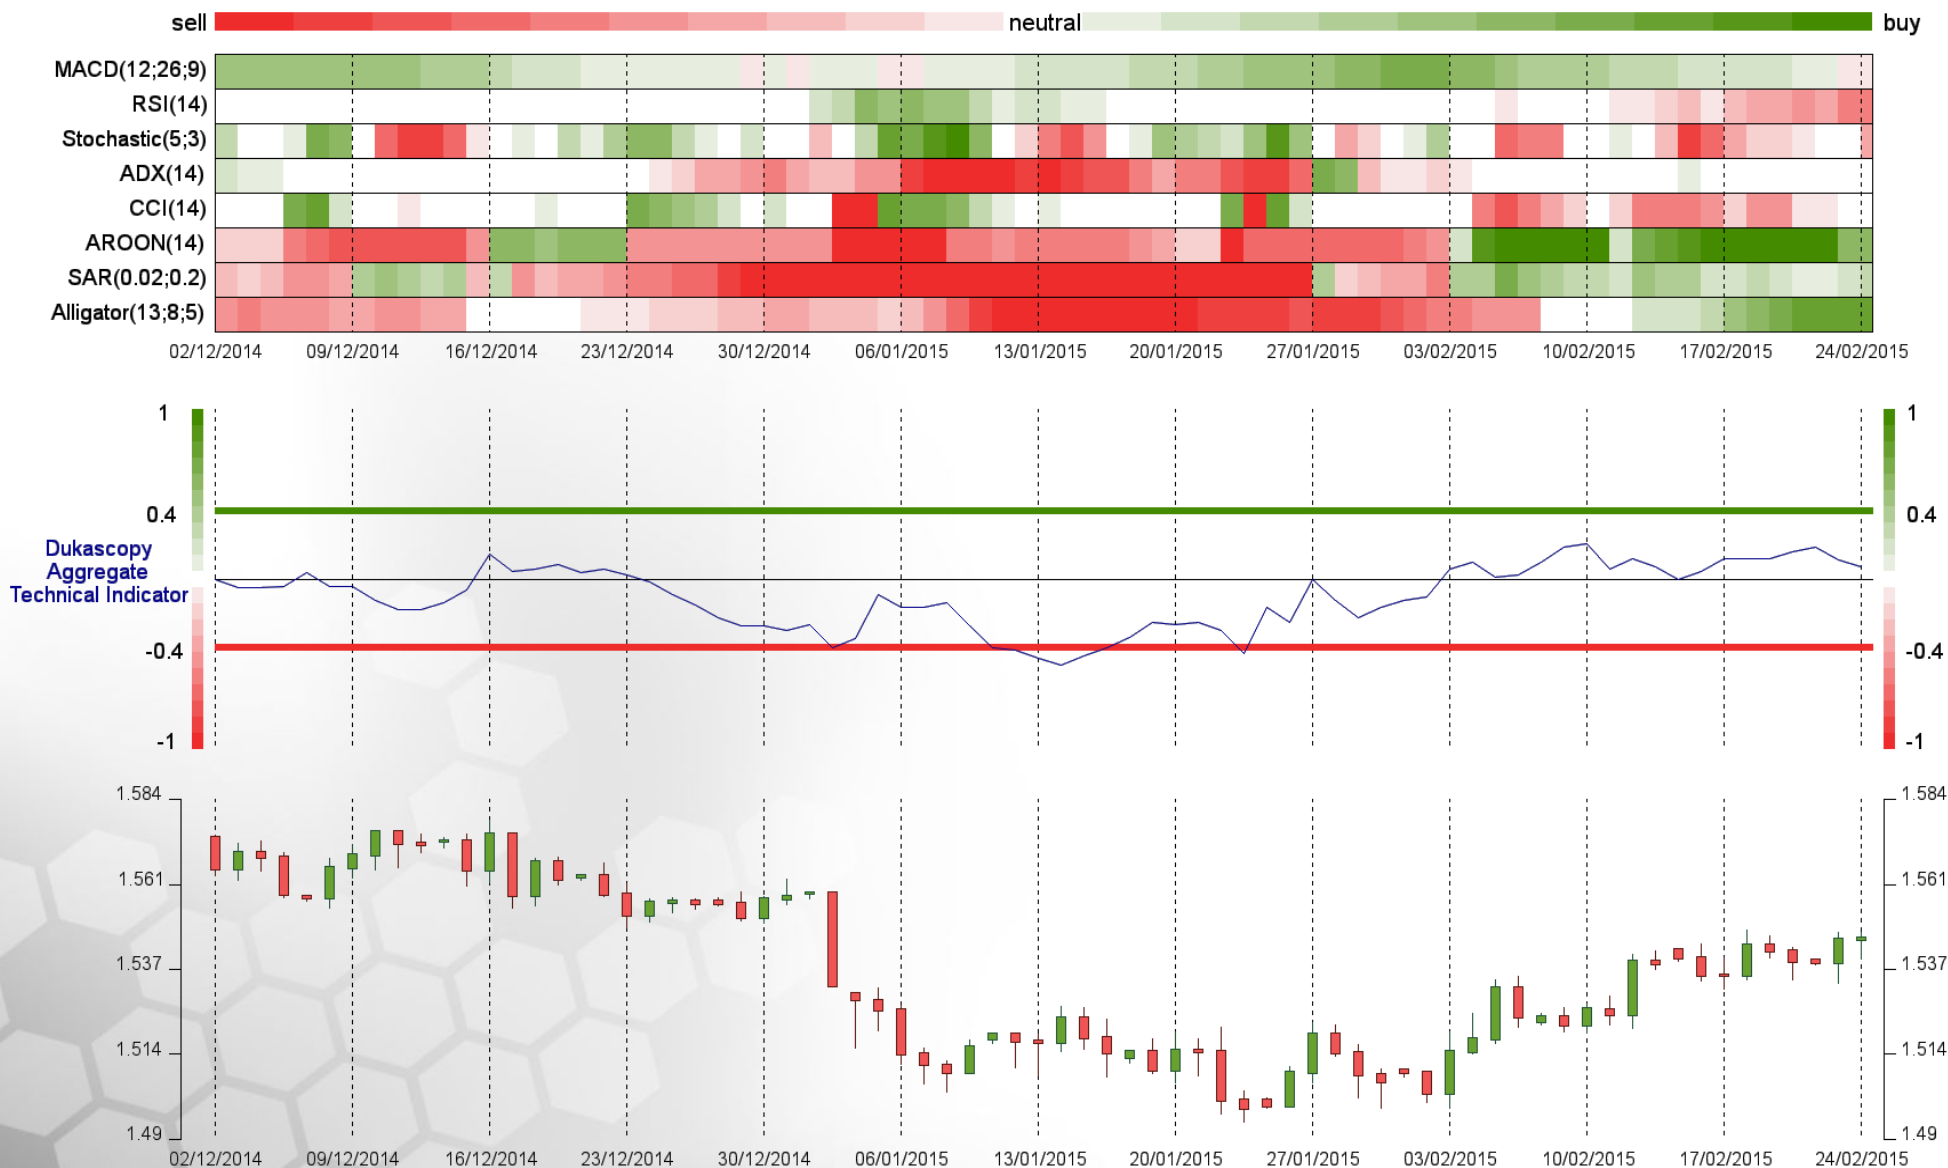 sell neutral buy
MACD(12;26;9)
RSI(14)
Stochastic(5;3)
ADX(14)
CCI(14)
AROON(14)
SAR(0.02;0.2)
Alligator(13;8;5)
02/12/2014 09/12/2014 16/12/2014 23/12/2014 30/12/2014 06/01/2015 13/01/2015 20/01/2015 27/01/2015 03/02/2015 10/02/2015 17/02/2015 24/02/2015
1 1
0.4 0.4
Dukascopy
Aggregate
Technical Indicator
-0.4 -0.4
-1 -1
1.584 1.584
1.561 1.561
1.537 1.537
1.514 1.514
1.49 1.49
02/12/2014 09/12/2014 16/12/2014 23/12/2014 30/12/2014 06/01/2015 13/01/2015 20/01/2015 27/01/2015 03/02/2015 10/02/2015 17/02/2015 24/02/2015